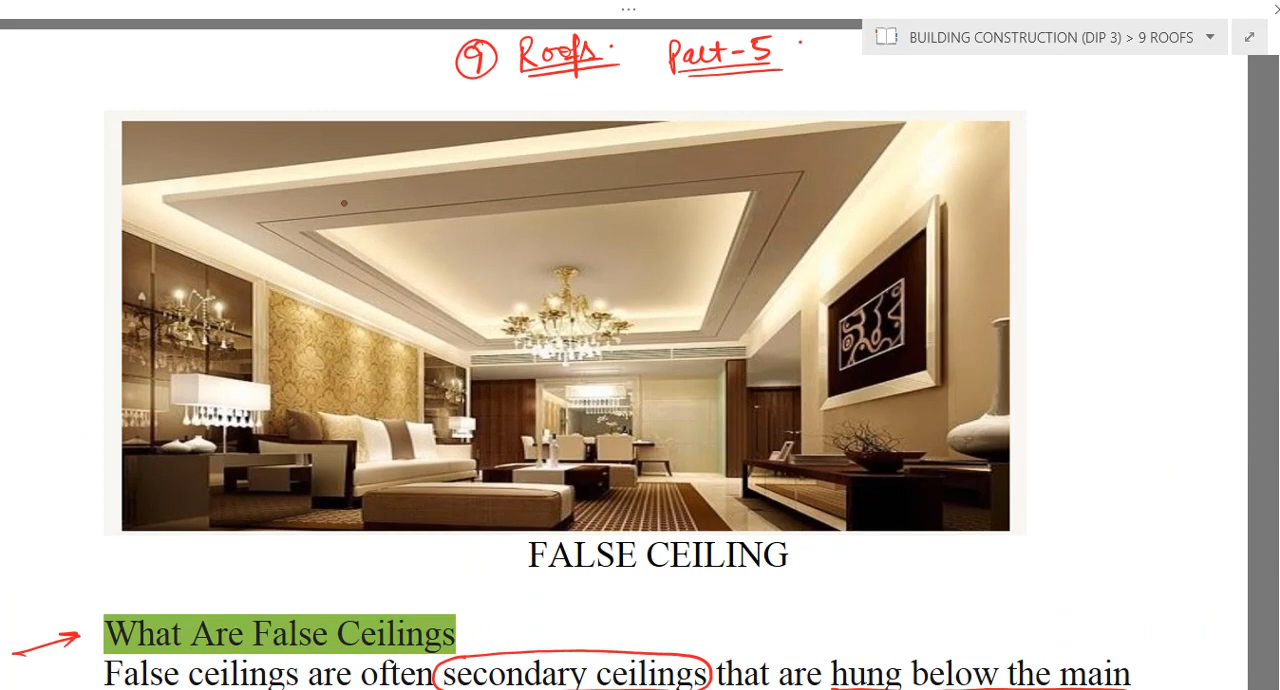 BUILDING CONSTRUCTION (DIP 3) > 9 ROOFS
9 Roofs. Part-5
FALSE CEILING
What Are False Ceilings
False ceilings are often secondary ceilings that are hung below the main